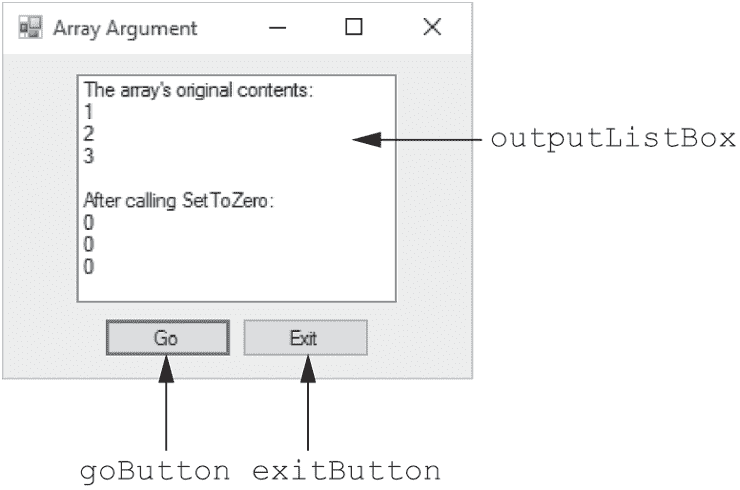 Array Argument
The array's original contents:
1
2
3
After calling SetToZero:
0
0
0
outputListBox
Go
Exit
goButton
exitButton